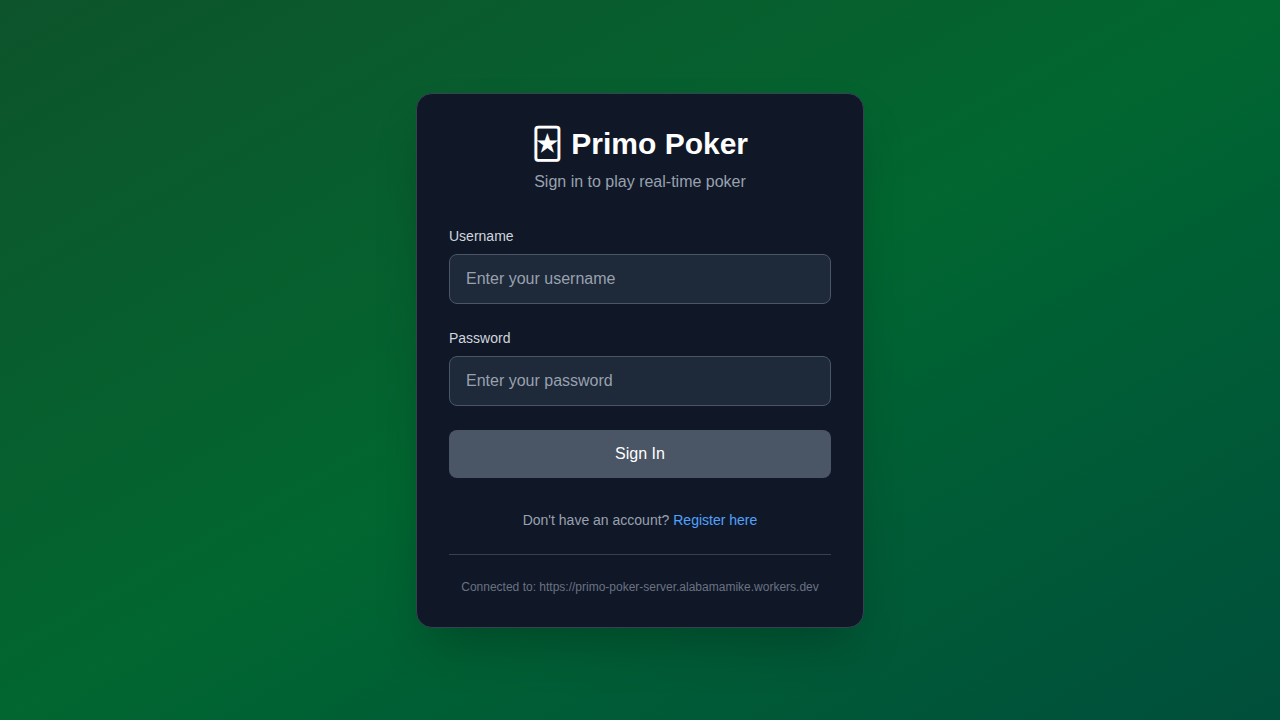 🃏 Primo Poker
Sign in to play real-time poker
Username
Enter your username
Password
Enter your password
Sign In
Don't have an account? Register here
Connected to: https://primo-poker-server.alabamamike.workers.dev